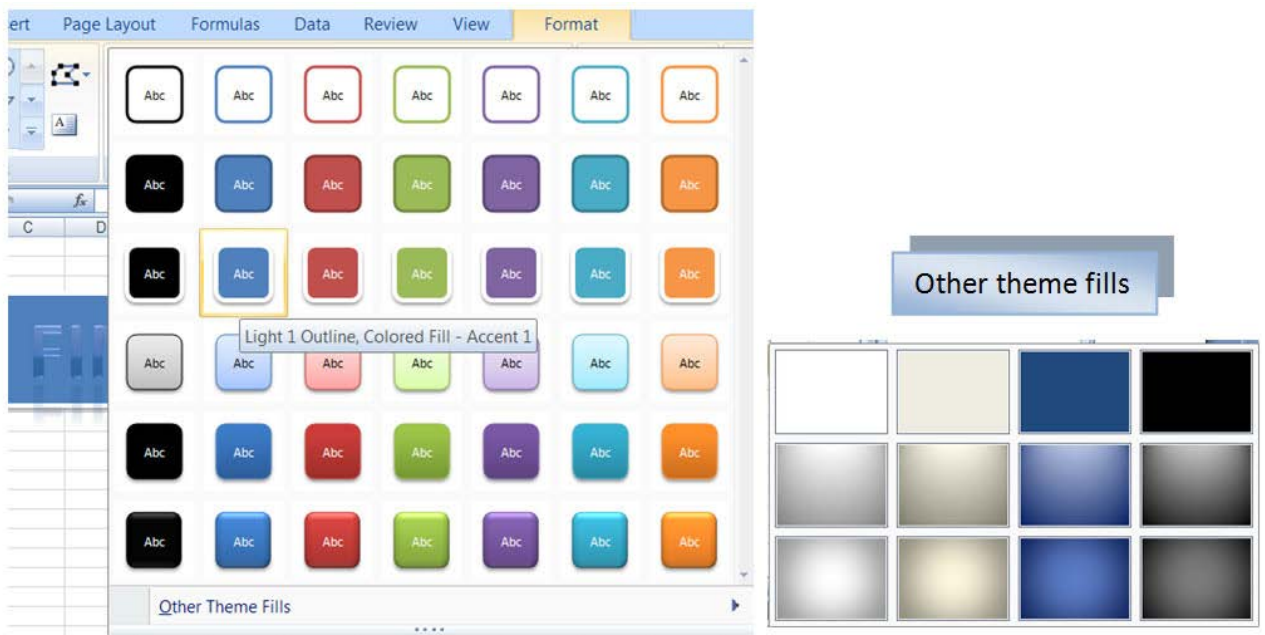 ert Page Layout Formulas Data Review View Format
A
Abc Abc Abc Abc Abc Abc Abc
Abc Abc Abc Abc Abc Abc Abc
fx
C D
Abc Abc Abc Abc Abc Abc Abc
Light 1 Outline, Colored Fill - Accent 1
Abc Abc Abc Abc Abc Abc Abc
Abc Abc Abc Abc Abc Abc Abc
Abc Abc Abc Abc Abc Abc Abc
Other Theme Fills
Other theme fills